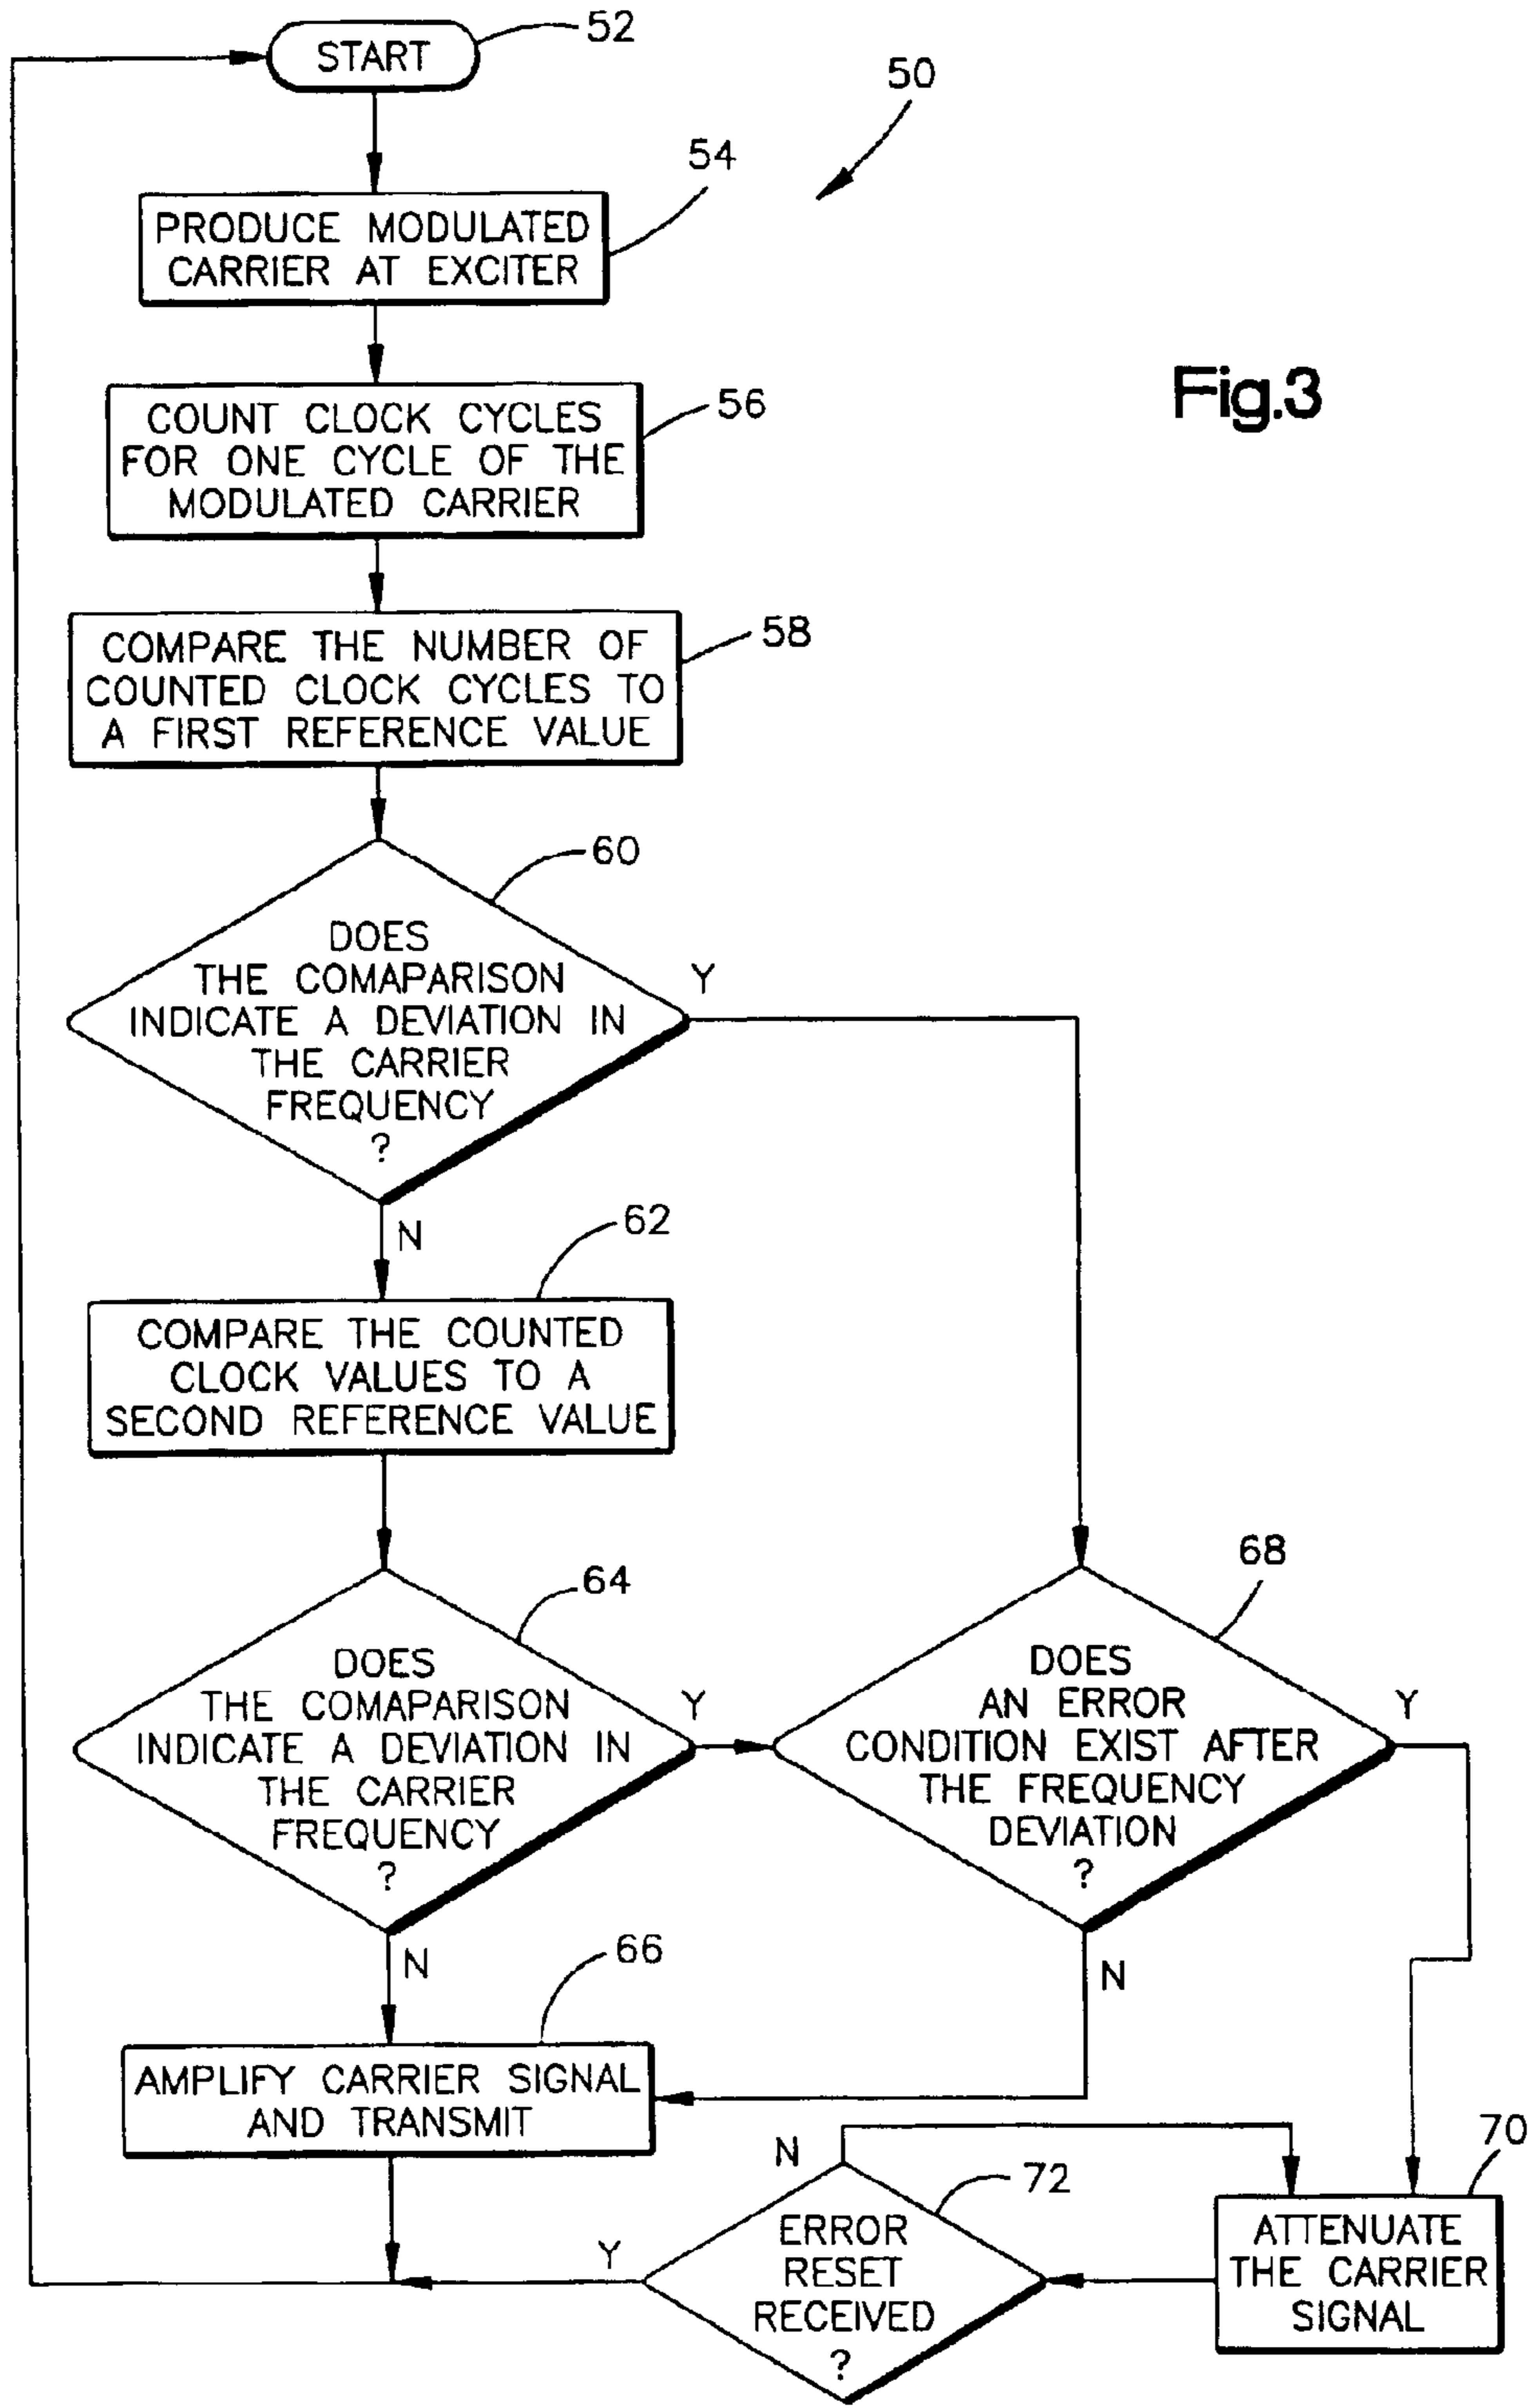 START
52
50
54
PRODUCE MODULATED
CARRIER AT EXCITER
Fig.3
COUNT CLOCK CYCLES
FOR ONE CYCLE OF THE
MODULATED CARRIER
56
COMPARE THE NUMBER OF
COUNTED CLOCK CYCLES TO
A FIRST REFERENCE VALUE
58
60
DOES
THE COMAPARISON
INDICATE A DEVIATION IN
THE CARRIER
FREQUENCY
?
Y
N
62
COMPARE THE COUNTED
CLOCK VALUES TO A
SECOND REFERENCE VALUE
64
DOES
THE COMAPARISON
INDICATE A DEVIATION IN
THE CARRIER
FREQUENCY
?
Y
N
68
DOES
AN ERROR
CONDITION EXIST AFTER
THE FREQUENCY
DEVIATION
?
Y
N
66
AMPLIFY CARRIER SIGNAL
AND TRANSMIT
70
ATTENUATE
THE CARRIER
SIGNAL
72
ERROR
RESET
RECEIVED
?
N
Y